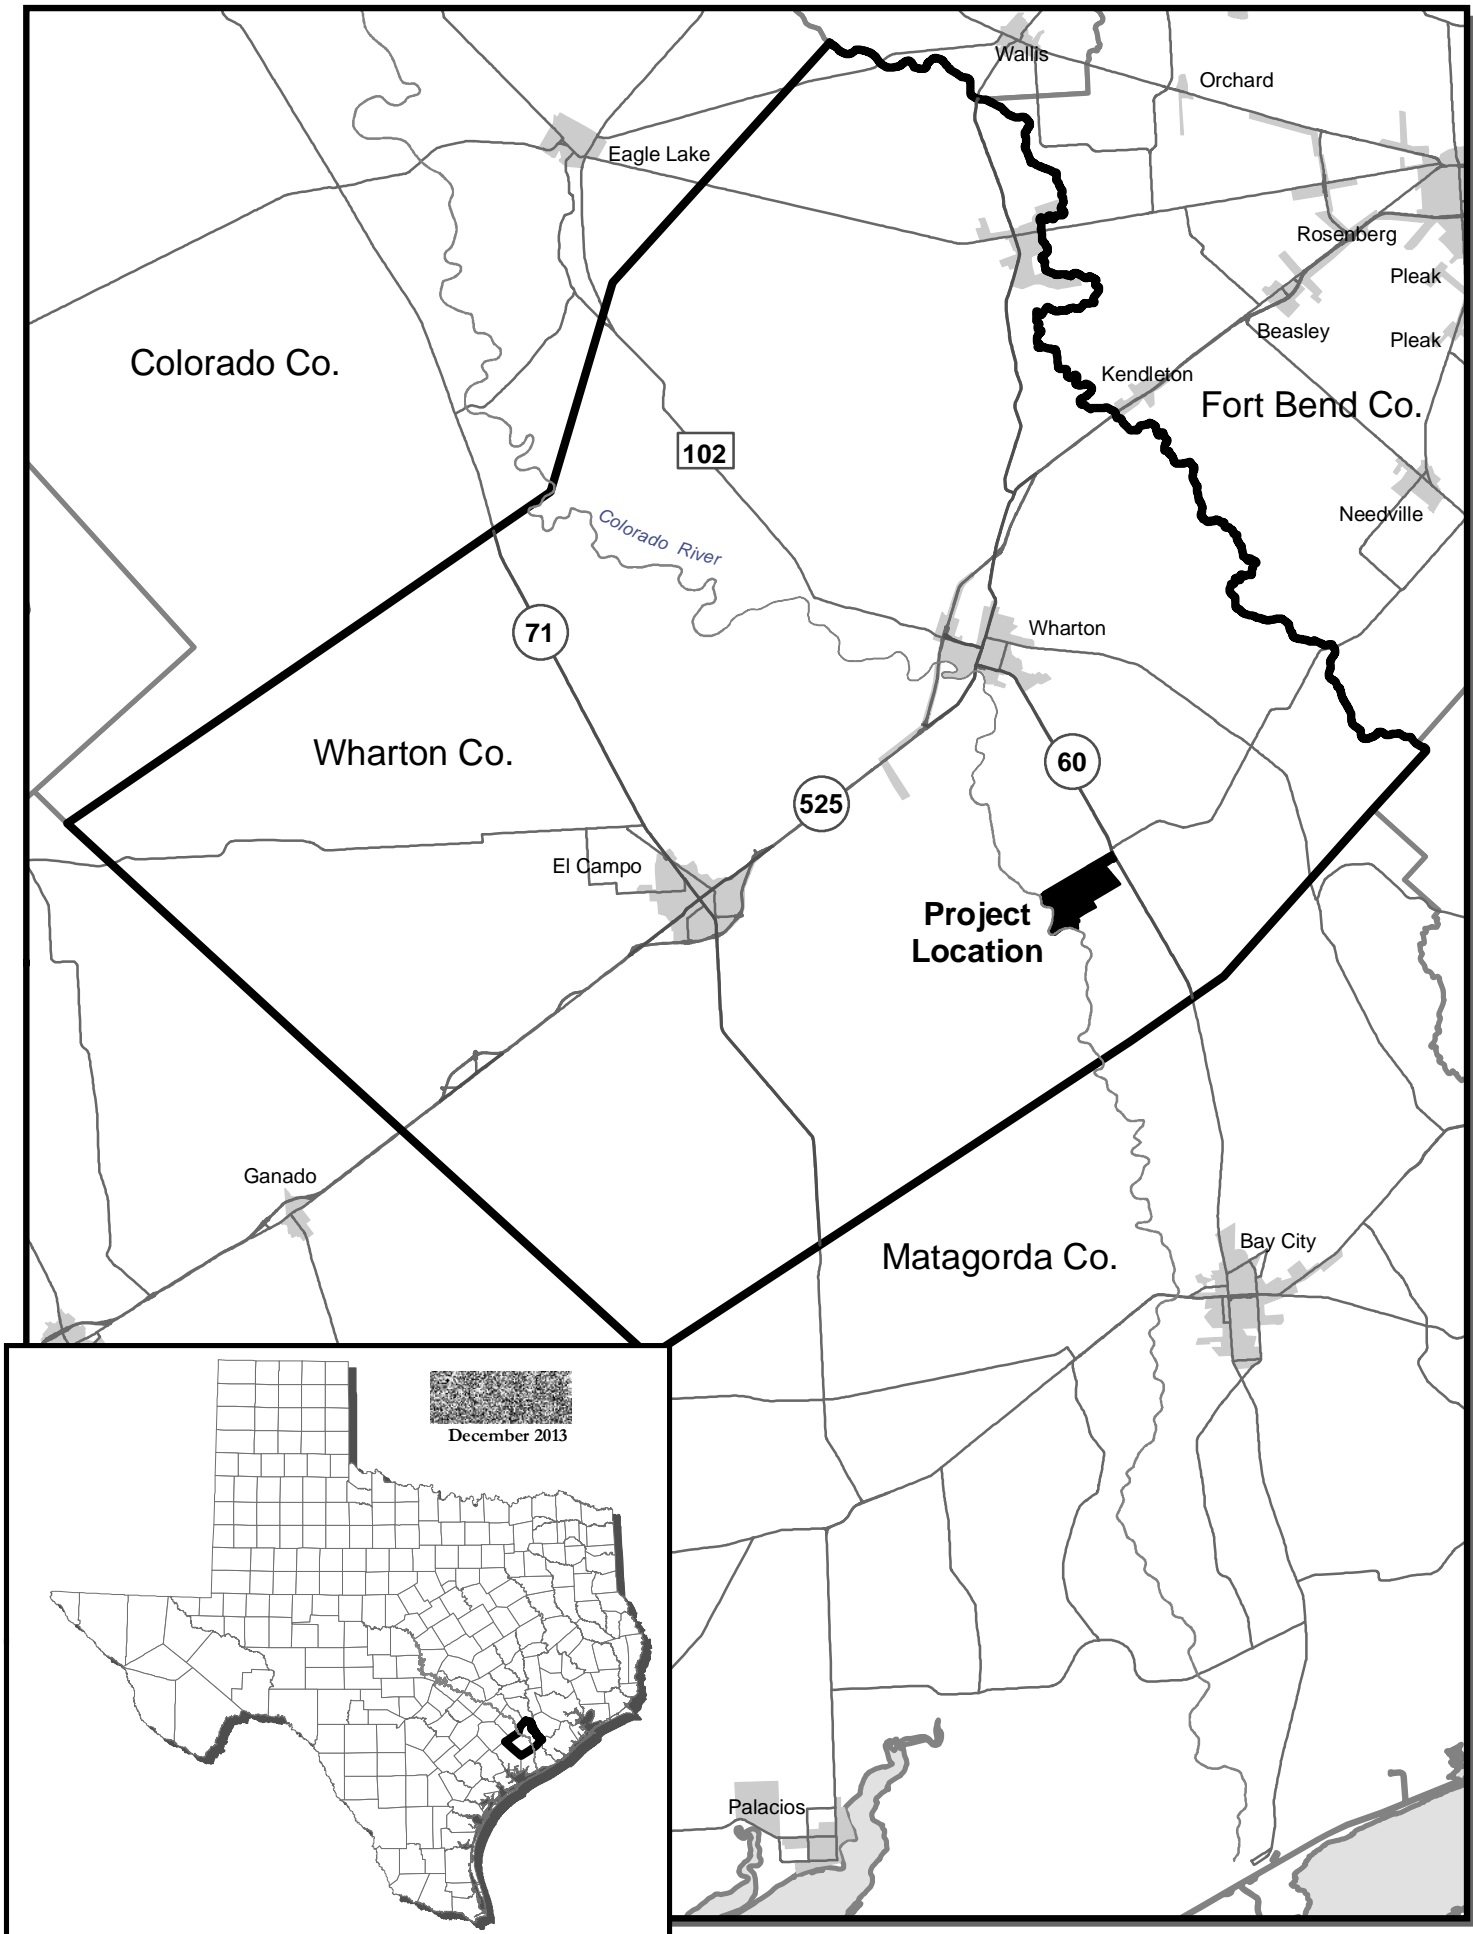 Wallis
Orchard
Eagle Lake
Rosenberg
Pleak
Beasley
Pleak
Colorado Co.
Kendleton
Fort Bend Co.
102
Needville
Colorado River
71
Wharton
Wharton Co.
60
525
El Campo
Project
Location
Ganado
Bay City
Matagorda Co.
December 2013
Palacios